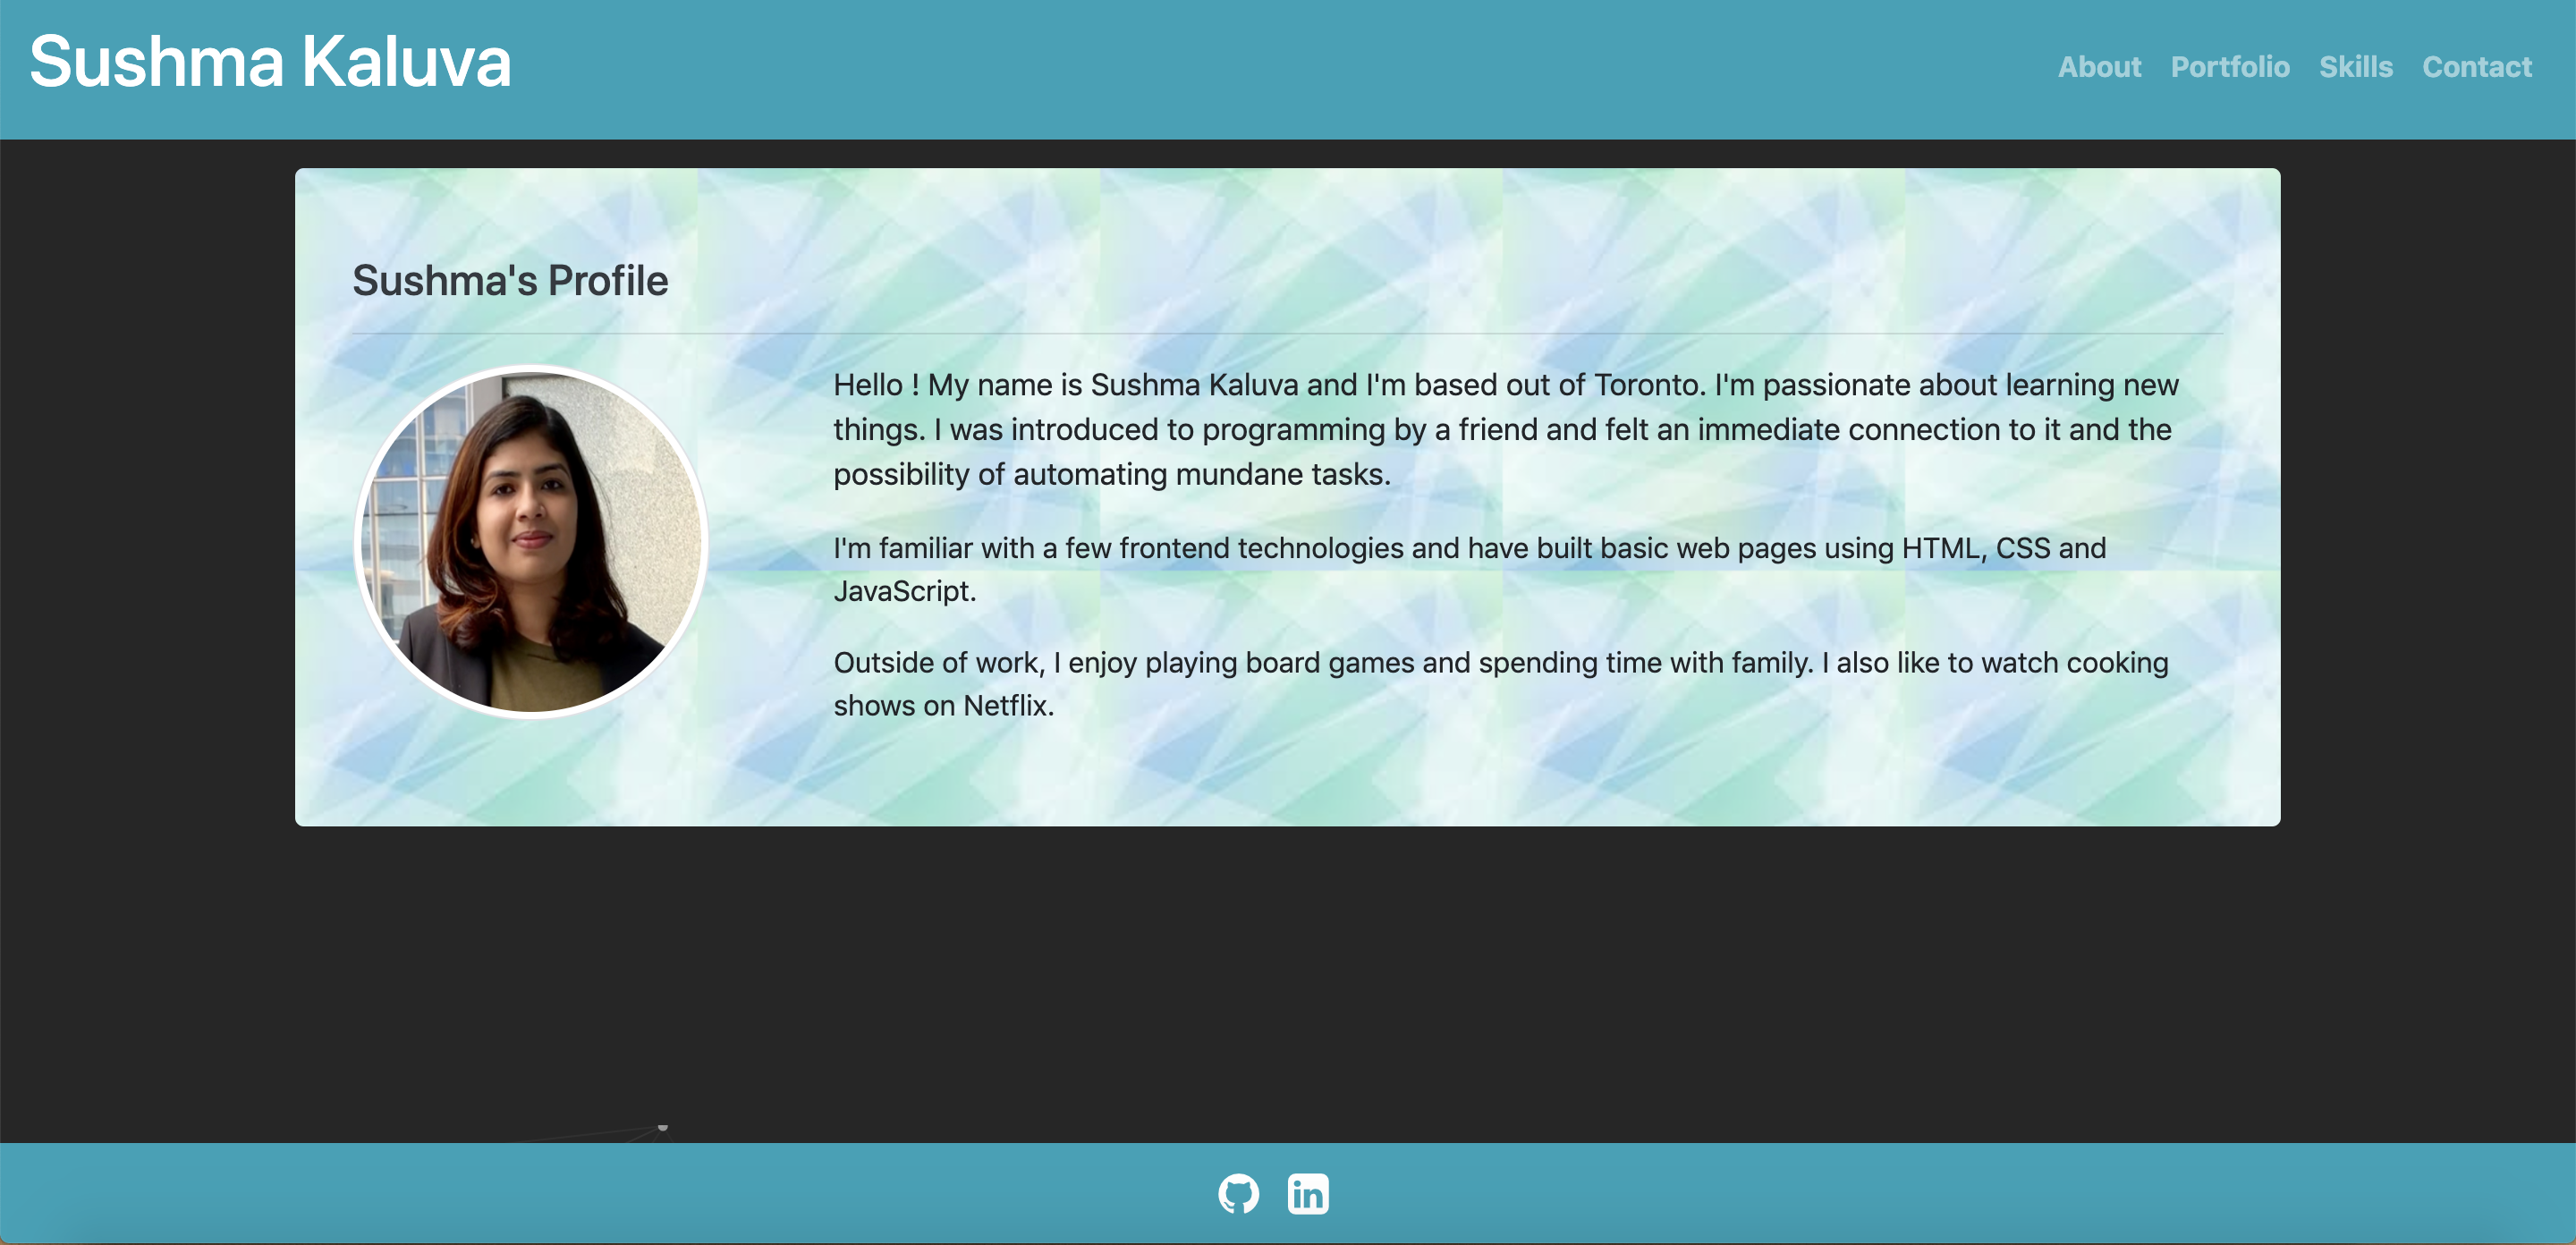 Sushma Kaluva
About Portfolio Skills Contact
Sushma's Profile
Hello ! My name is Sushma Kaluva and I'm based out of Toronto. I'm passionate about learning new
things. I was introduced to programming by a friend and felt an immediate connection to it and the
possibility of automating mundane tasks.
I'm familiar with a few frontend technologies and have built basic web pages using HTML, CSS and
JavaScript.
Outside of work, I enjoy playing board games and spending time with family. I also like to watch cooking
shows on Netflix.
in